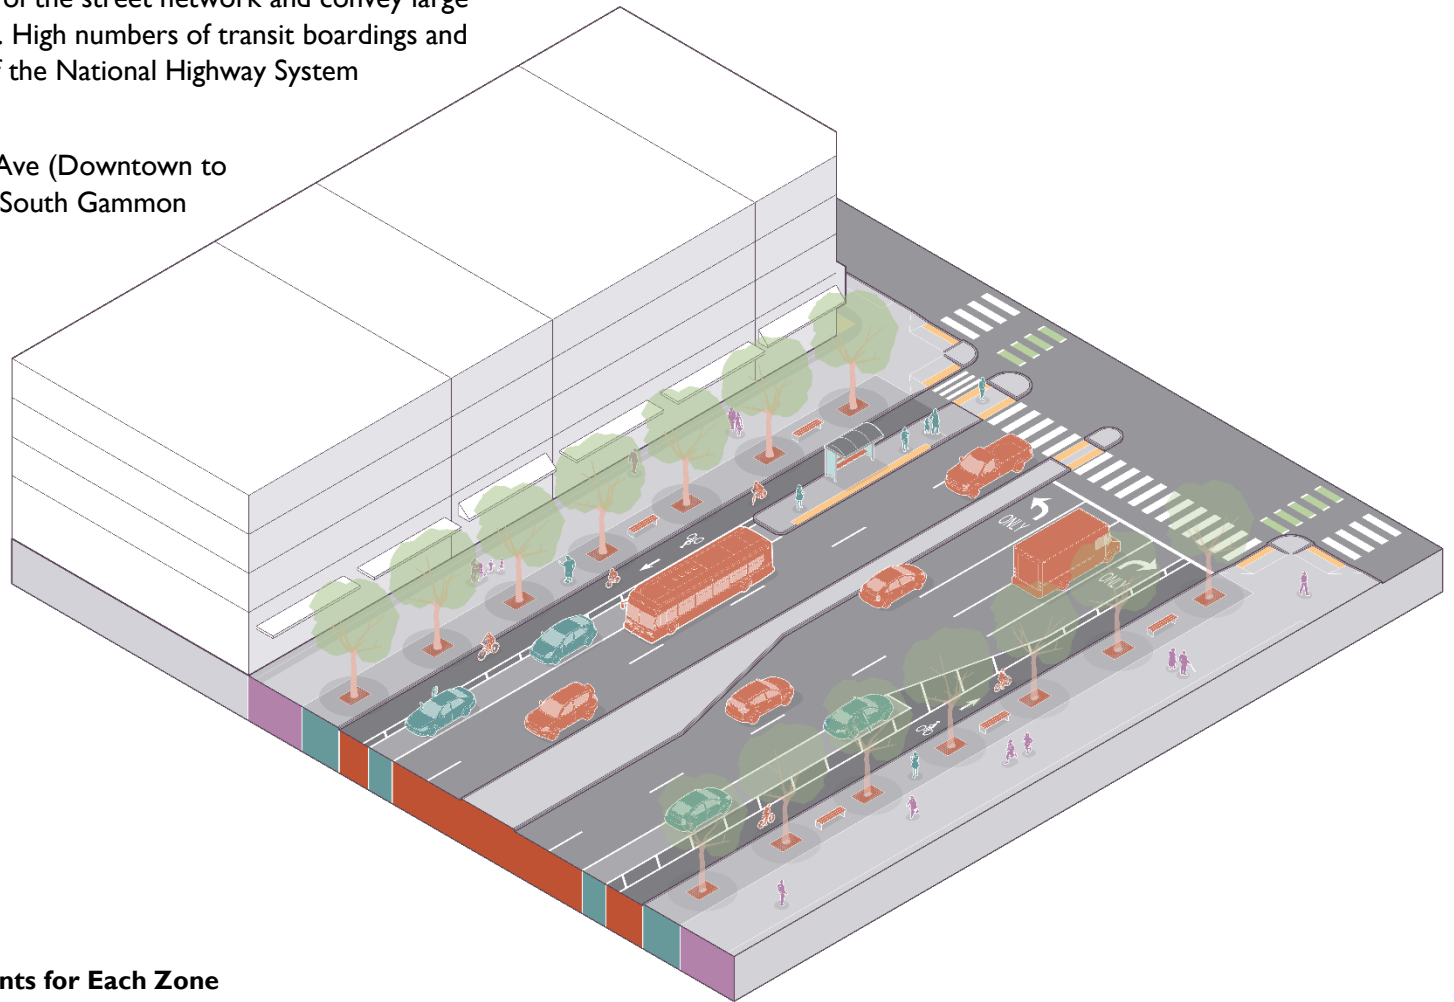 of the street network and convey large
. High numbers of transit boardings and
the National Highway System
Ave (Downtown to
South Gammon
ONLY
ONLY
nts for Each Zone